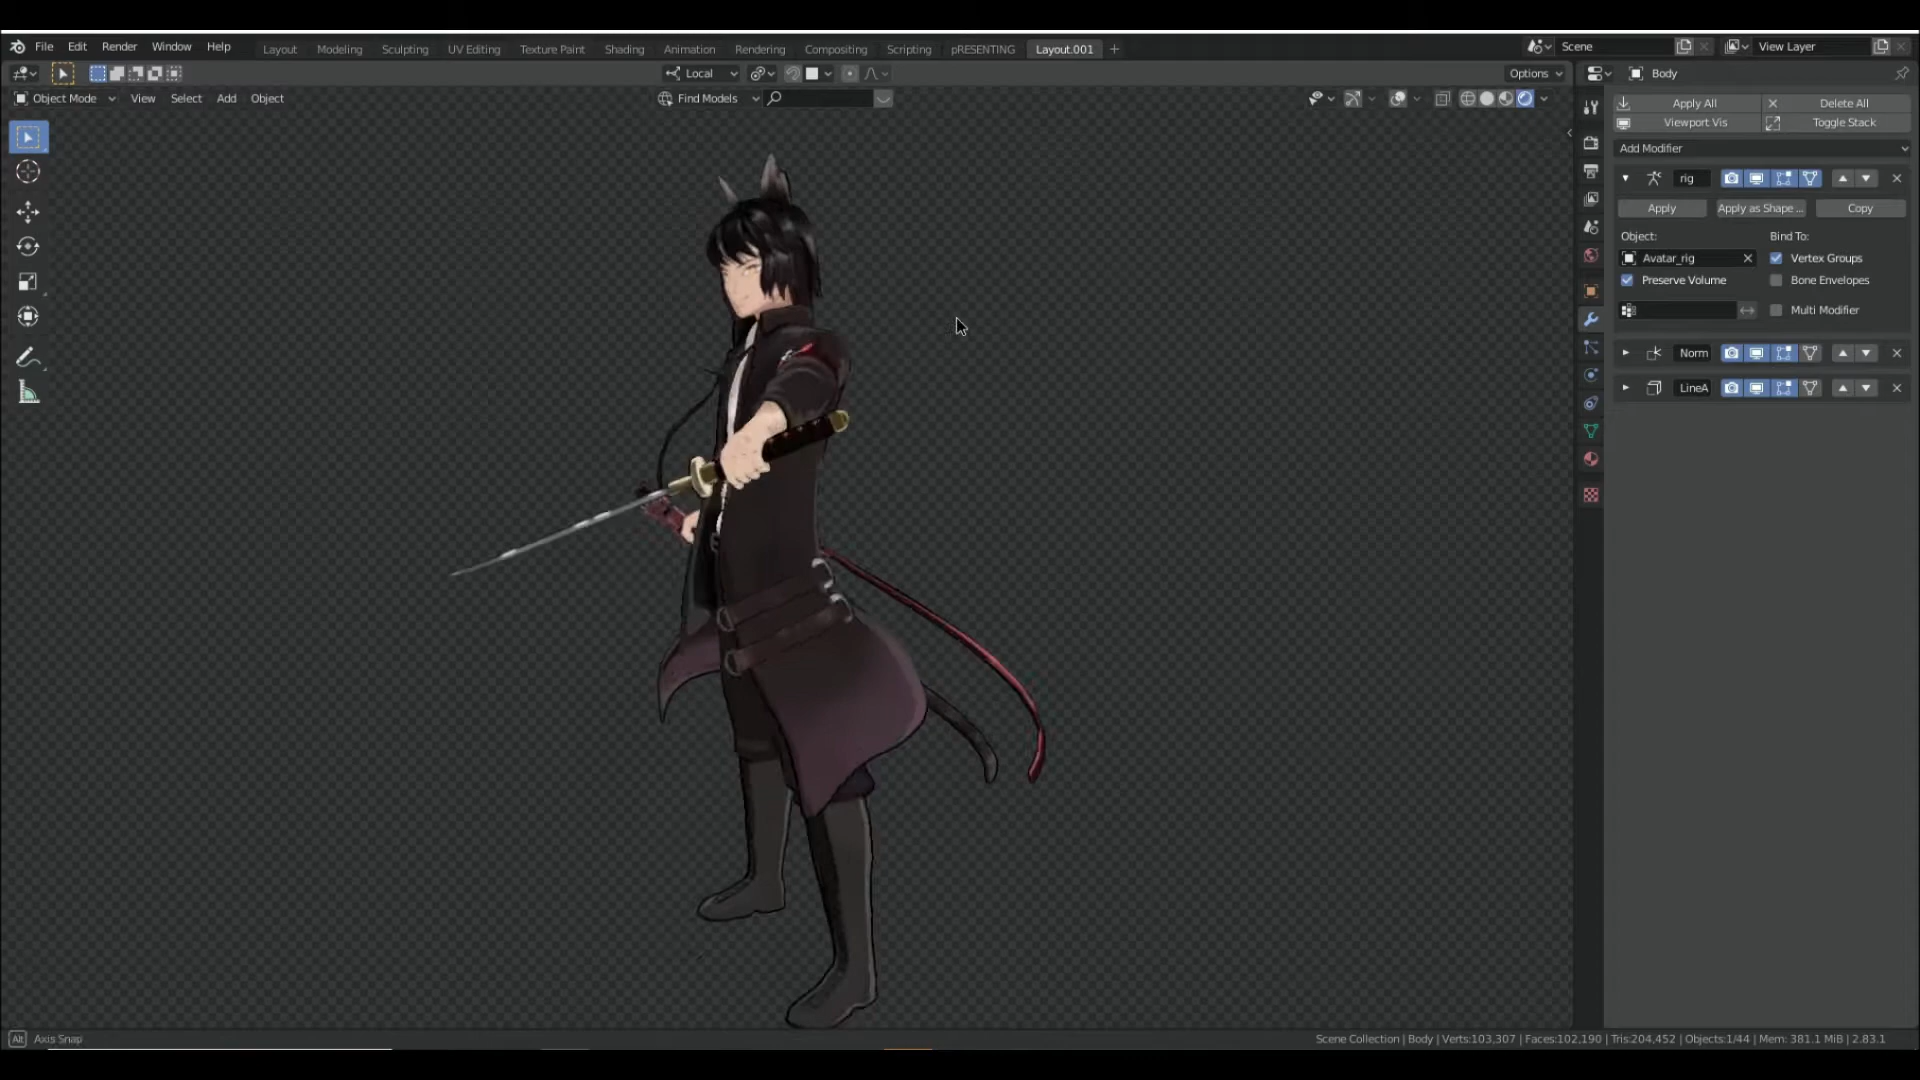 File Edit Render Window Help Layout Modeling Sculpting UV Editing Texture Paint Shading Animation Rendering Compositing Scripting pRESENTING Layout.001 + Scene View Layer
Local Options Body
Object Mode View Select Add Object Find Models
Apply All Delete All
Viewport Vis Toggle Stack
Add Modifier
rig
Apply Apply as Shape ... Copy
Object: Bind To:
Avatar_rig Vertex Groups
Preserve Volume Bone Envelopes
Multi Modifier
Norm
LineA
Alt Axis Snap Scene Collection | Body | Verts:103,307 | Faces:102,190 | Tris:204,452 | Objects:1/44 | Mem: 381.1 MiB | 2.83.1